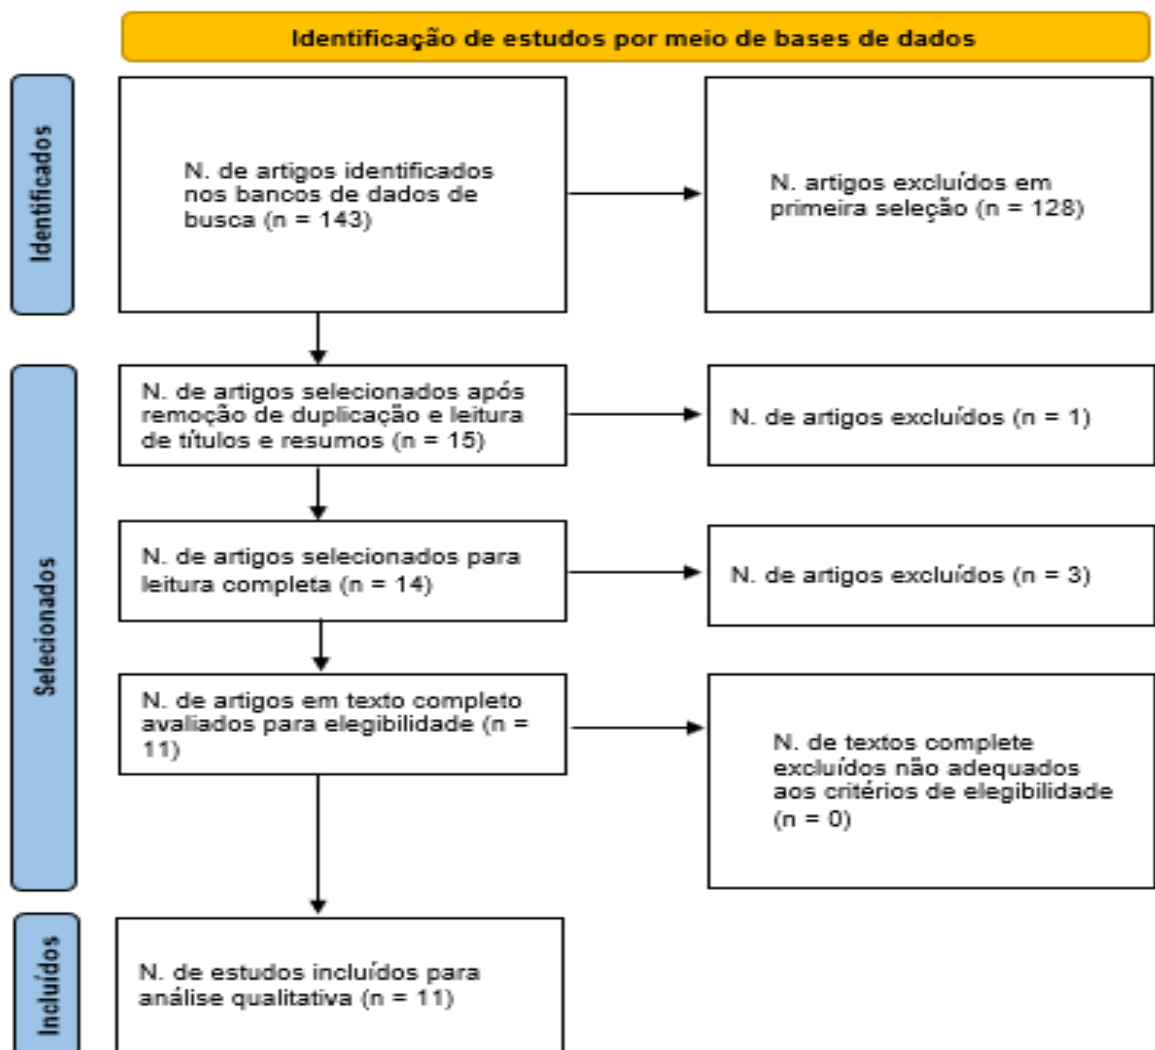 Identificação de estudos por meio de bases de dados
Identificados
N. de artigos identificados
nos bancos de dados de
busca (n = 143)
N. artigos excluídos em
primeira seleção (n = 128)
Selecionados
N. de artigos selecionados após
remoção de duplicação e leitura
de títulos e resumos (n = 15)
N. de artigos excluídos (n = 1)
N. de artigos selecionados para
leitura completa (n = 14)
N. de artigos excluídos (n = 3)
N. de artigos em texto completo
avaliados para elegibilidade (n =
11)
N. de textos complete
excluídos não adequados
aos critérios de elegibilidade
(n = 0)
Incluídos
N. de estudos incluídos para
análise qualitativa (n = 11)